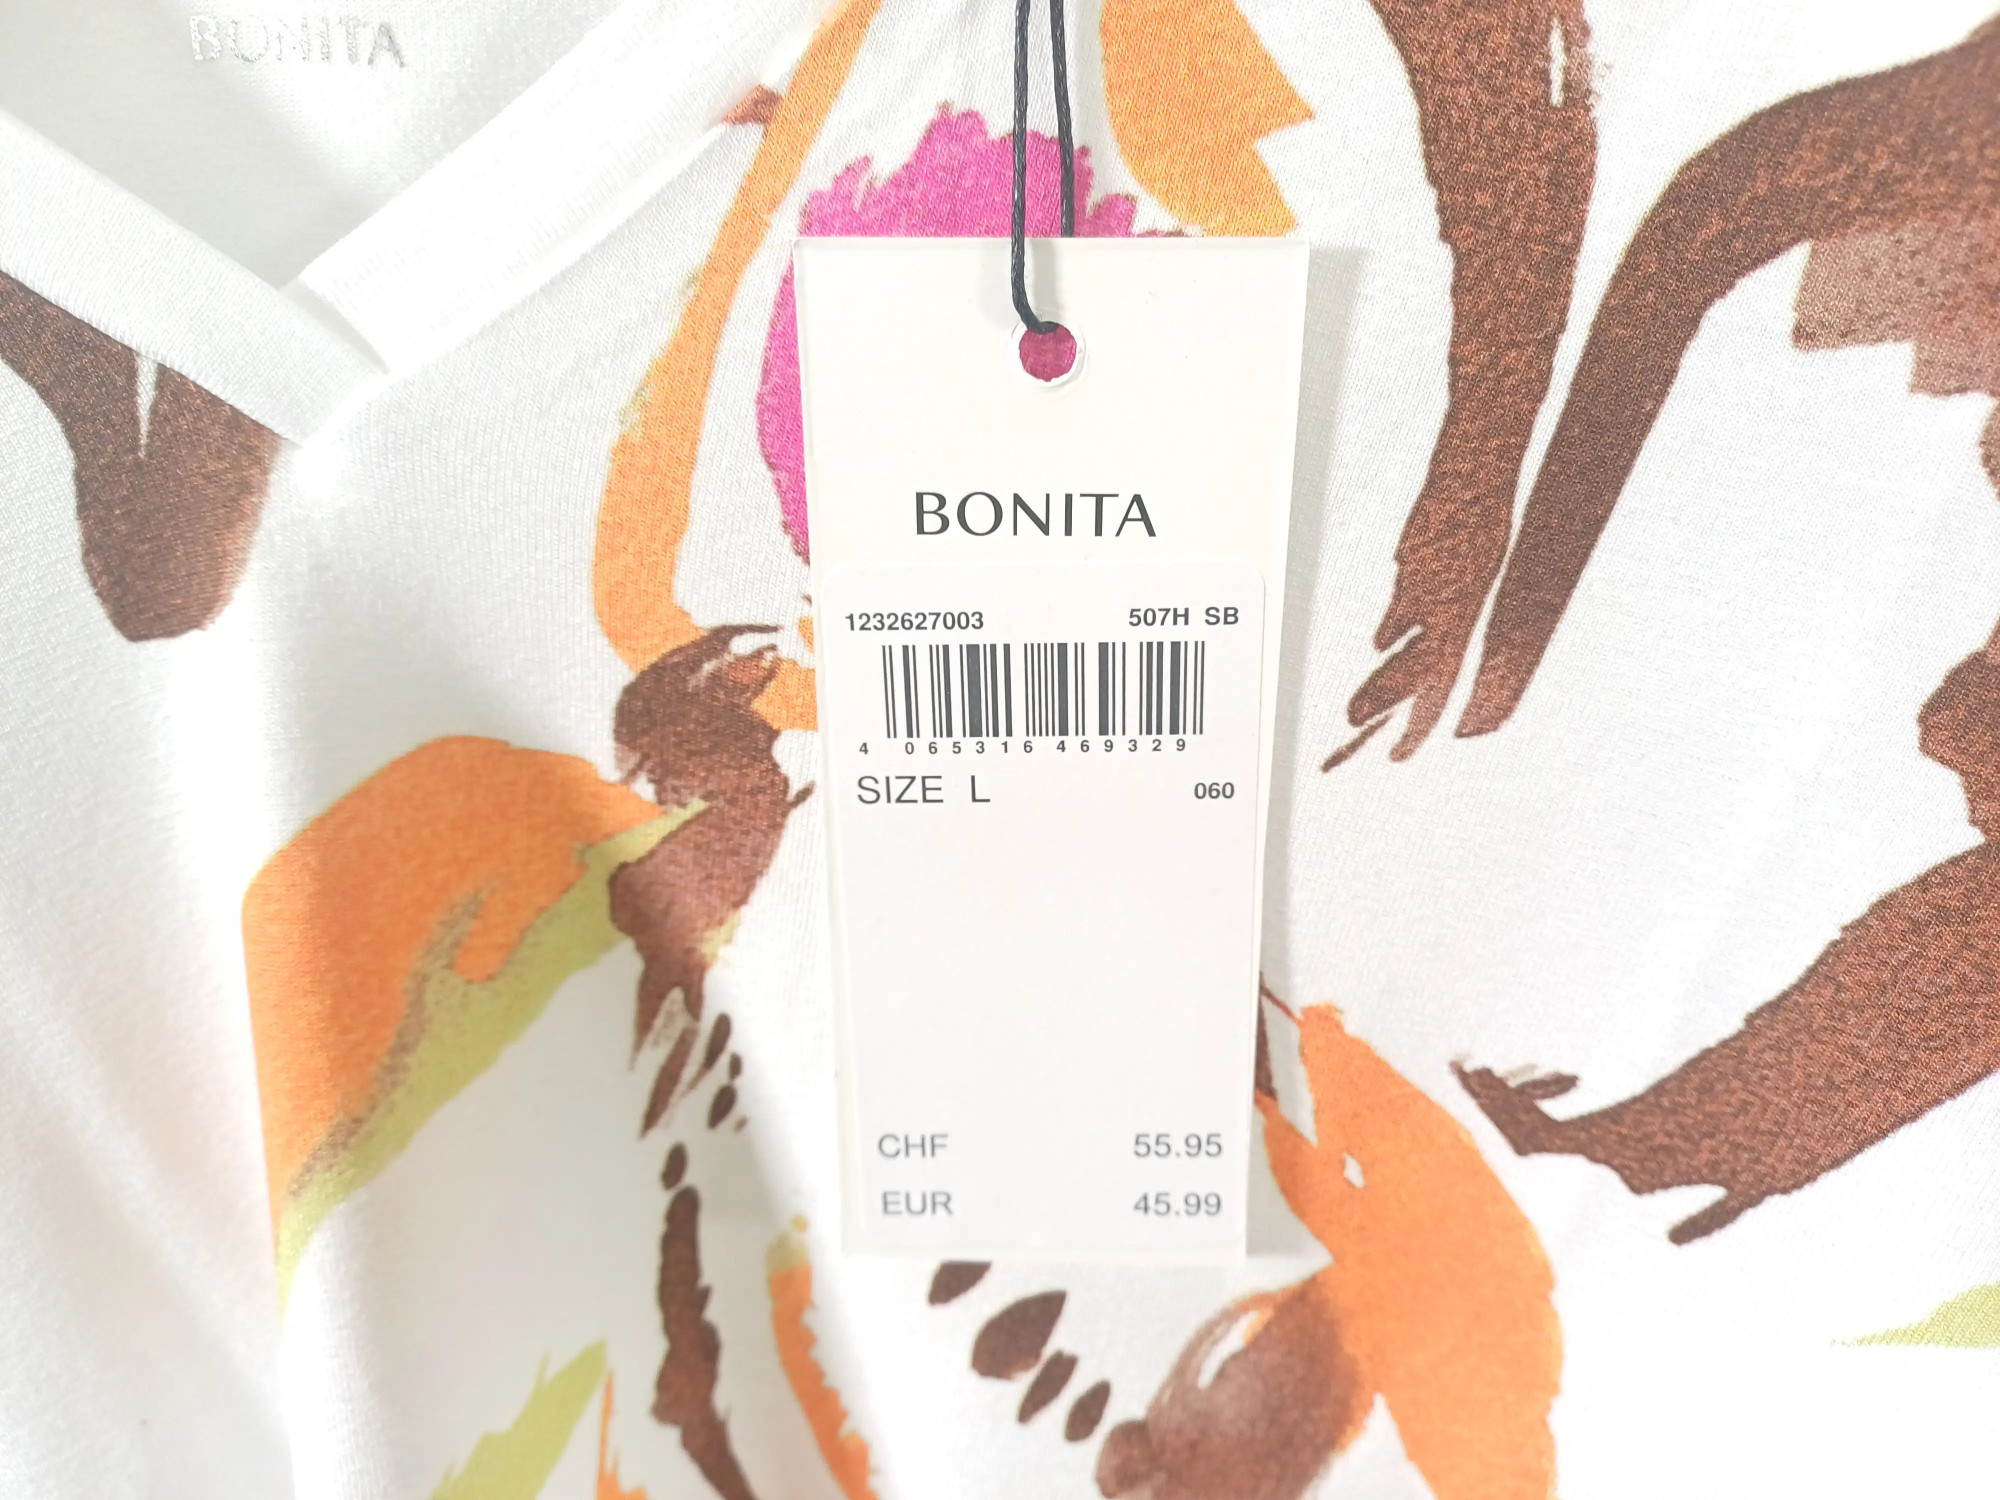 BONITA
BONITA
1232627003 507H SB
4 065316 469329
SIZE L 060
CHF 55.95
EUR 45.99